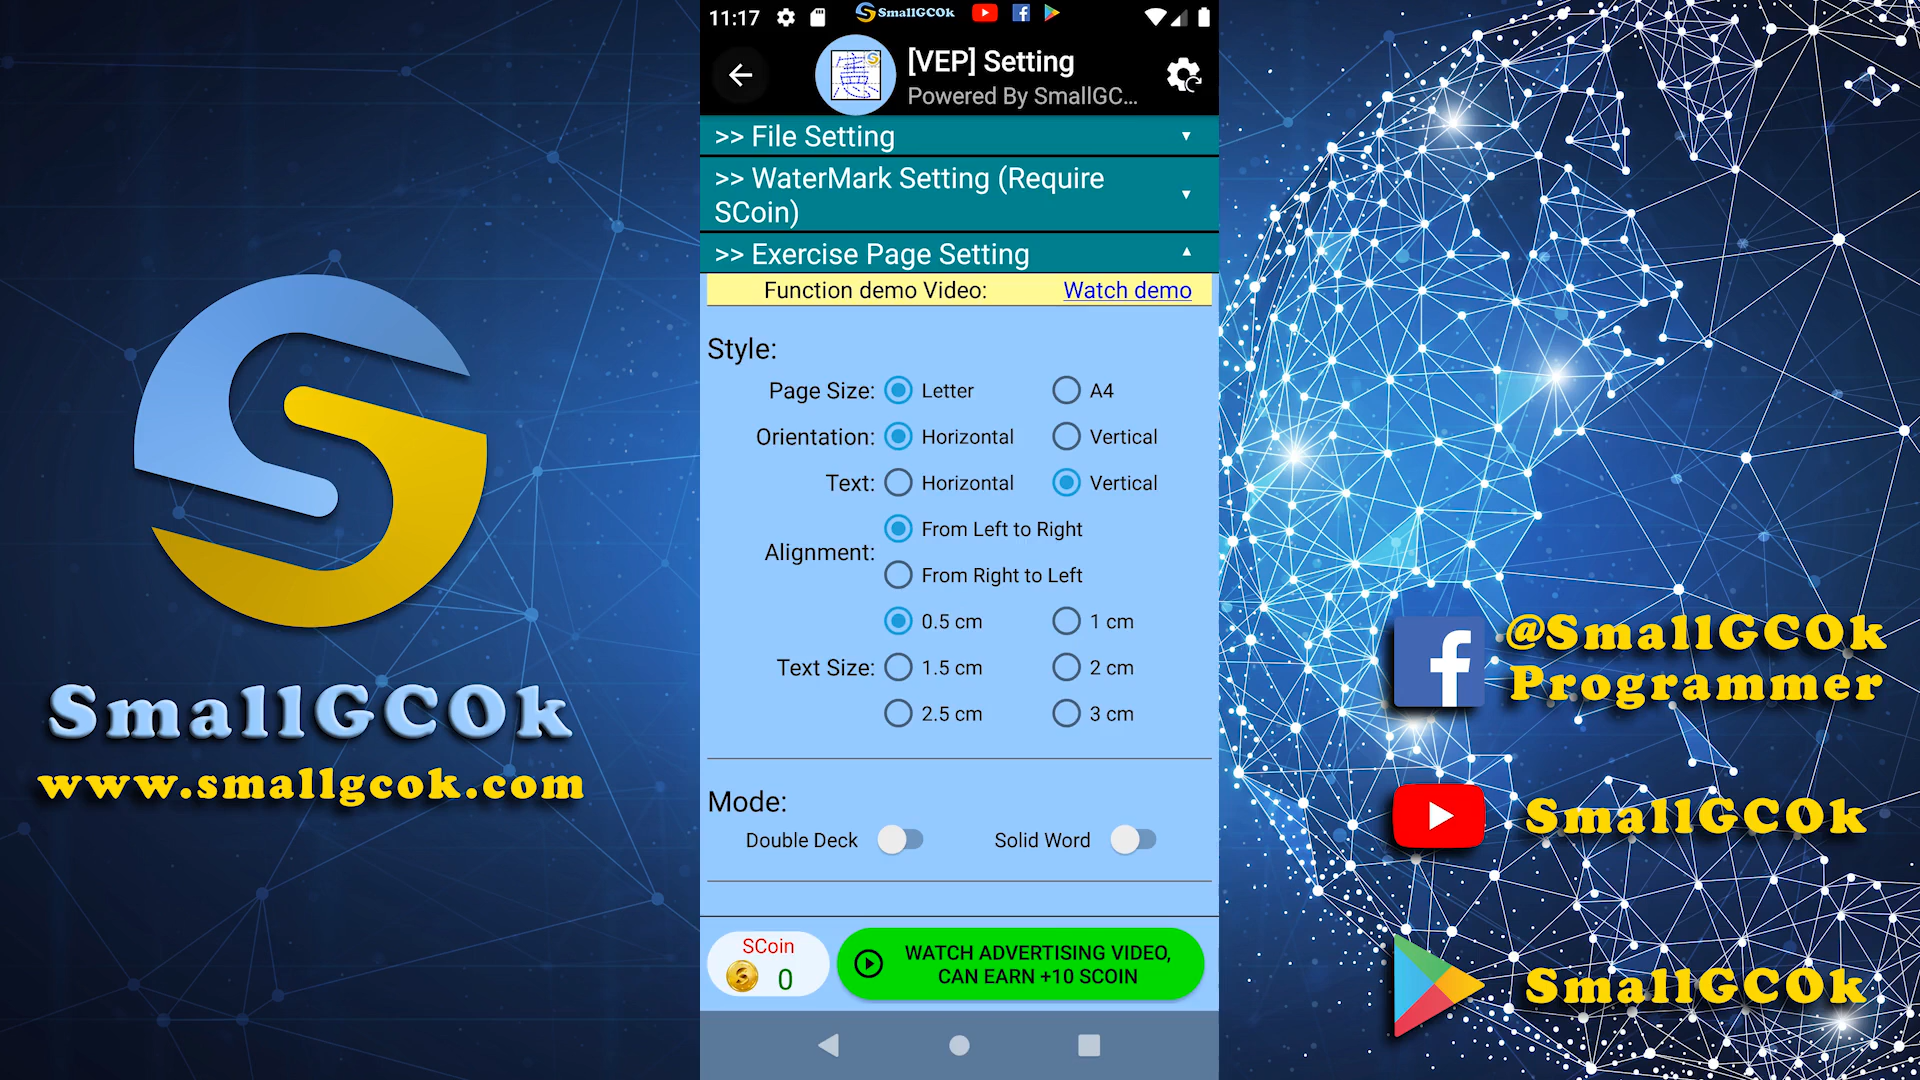 11:17
SmallGCOk
[VEP] Setting
Powered By SmallGC...
>> File Setting
>> WaterMark Setting (Require
SCoin)
>> Exercise Page Setting
Function demo Video: Watch demo
Style:
Page Size: Letter A4
Orientation: Horizontal Vertical
Text: Horizontal Vertical
Alignment: From Left to Right
From Right to Left
Text Size: 0.5 cm 1 cm
1.5 cm 2 cm
2.5 cm 3 cm
Mode:
Double Deck Solid Word
SCoin
0
WATCH ADVERTISING VIDEO,
CAN EARN +10 SCOIN
SmallGCOk
www.smallgcok.com
@SmallGCOk
Programmer
SmallGCOk
SmallGCOk